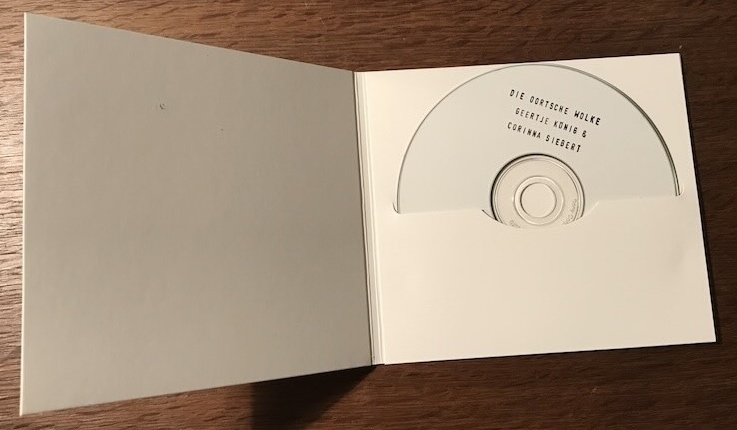 DIE OORTSCHE WOLKE
GEERTJE KÖNIG &
CORINNA SIEBERT